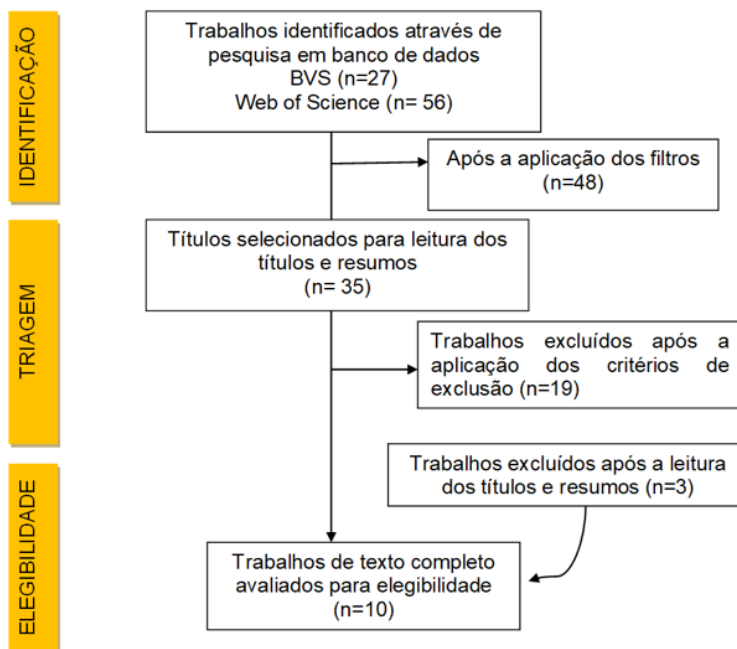 IDENTIFICAÇÃO
Trabalhos identificados através de
pesquisa em banco de dados
BVS (n=27)
Web of Science (n= 56)
Após a aplicação dos filtros
(n=48)
TRIAGEM
Títulos selecionados para leitura dos
títulos e resumos
(n= 35)
Trabalhos excluídos após a
aplicação dos critérios de
exclusão (n=19)
ELEGIBILIDADE
Trabalhos excluídos após a leitura
dos títulos e resumos (n=3)
Trabalhos de texto completo
avaliados para elegibilidade
(n=10)